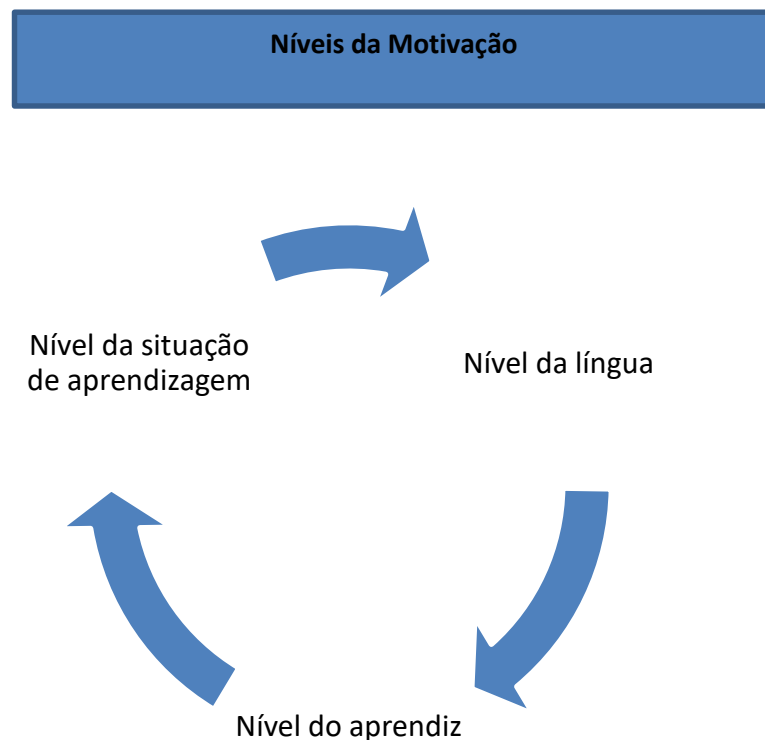 Níveis da Motivação
Nível da situação
de aprendizagem
Nível da língua
Nível do aprendiz